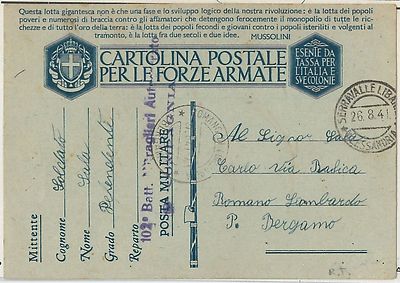 Questa lotta gigantesca non è che una fase e lo sviluppo logico della nostra rivoluzione; è la lotta dei popoli
poveri e numerosi di braccia contro gli affamatori che detengono ferocemente il monopolio di tutte le ric-
chezze e di tutto l'oro della terra; è la lotta dei popoli fecondi e giovani contro i popoli isteriliti e volgenti al
tramonto, è la lotta fra due secoli e due idee. MUSSOLINI
CARTOLINA POSTALE
PER LE FORZE ARMATE
ESENTE DA
TASSA PER
L'ITALIA E
SVE COLONIE
SERRAVALLE LIBARNA
26.8.41
ALESSANDRIA
Mittente
Cognome Soldato
Nome
Grado
Reparto
102° Batt.
POSTA MILITARE
Al Signor
Carlo via Basica
Romano Lombardo
P. Bergamo
R.T.